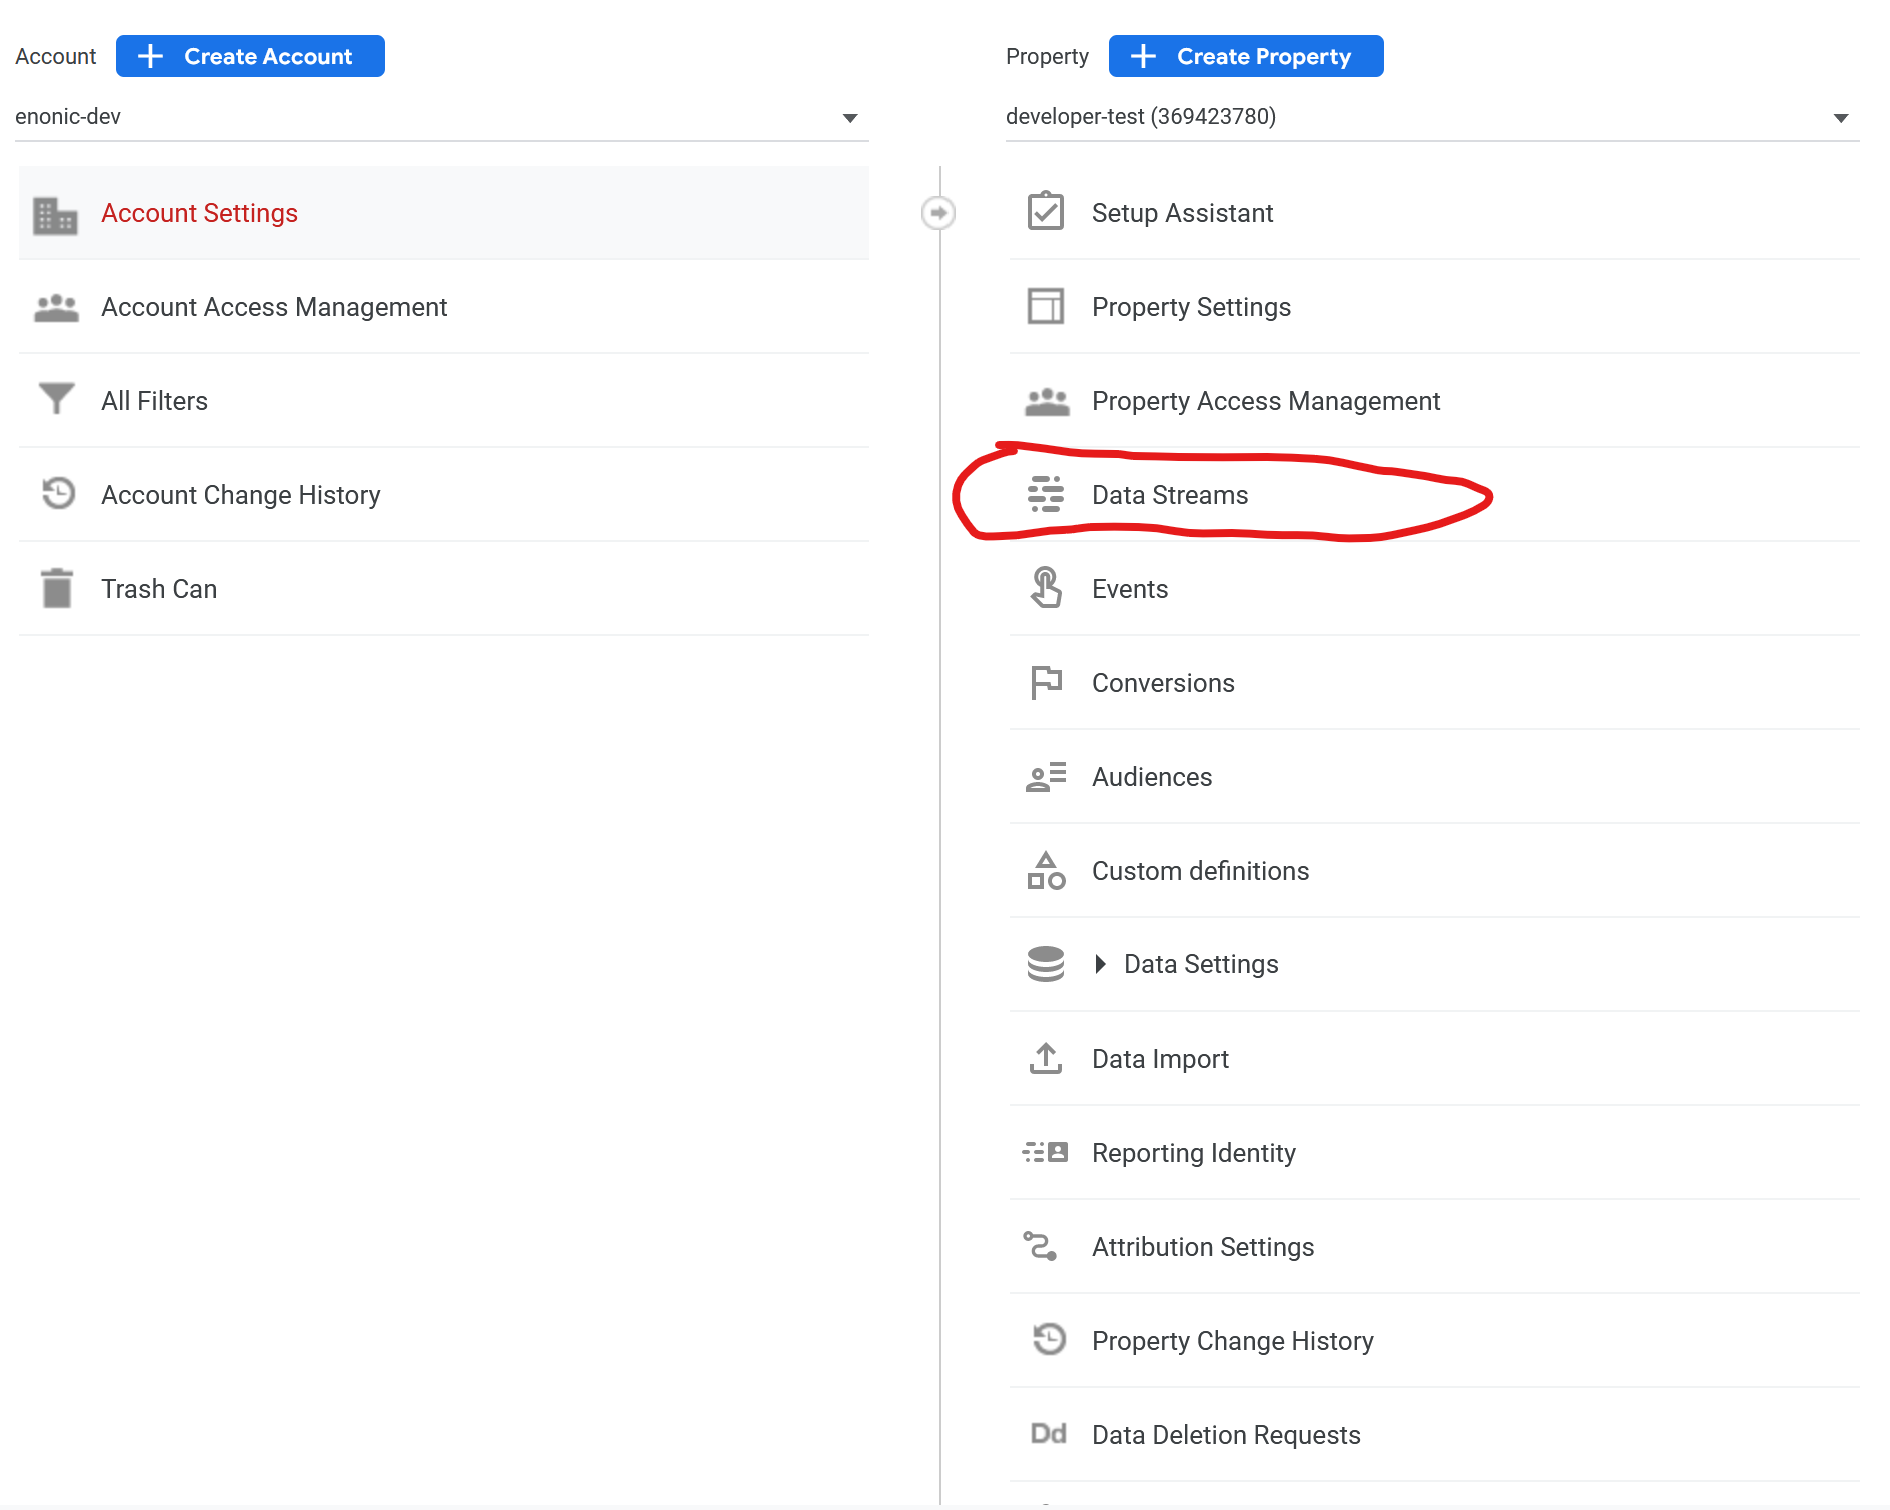 Account
Create Account
enonic-dev
Account Settings
Account Access Management
All Filters
Account Change History
Trash Can
Property
Create Property
developer-test (369423780)
Setup Assistant
Property Settings
Property Access Management
Data Streams
Events
Conversions
Audiences
Custom definitions
Data Settings
Data Import
Reporting Identity
Attribution Settings
Property Change History
Dd Data Deletion Requests